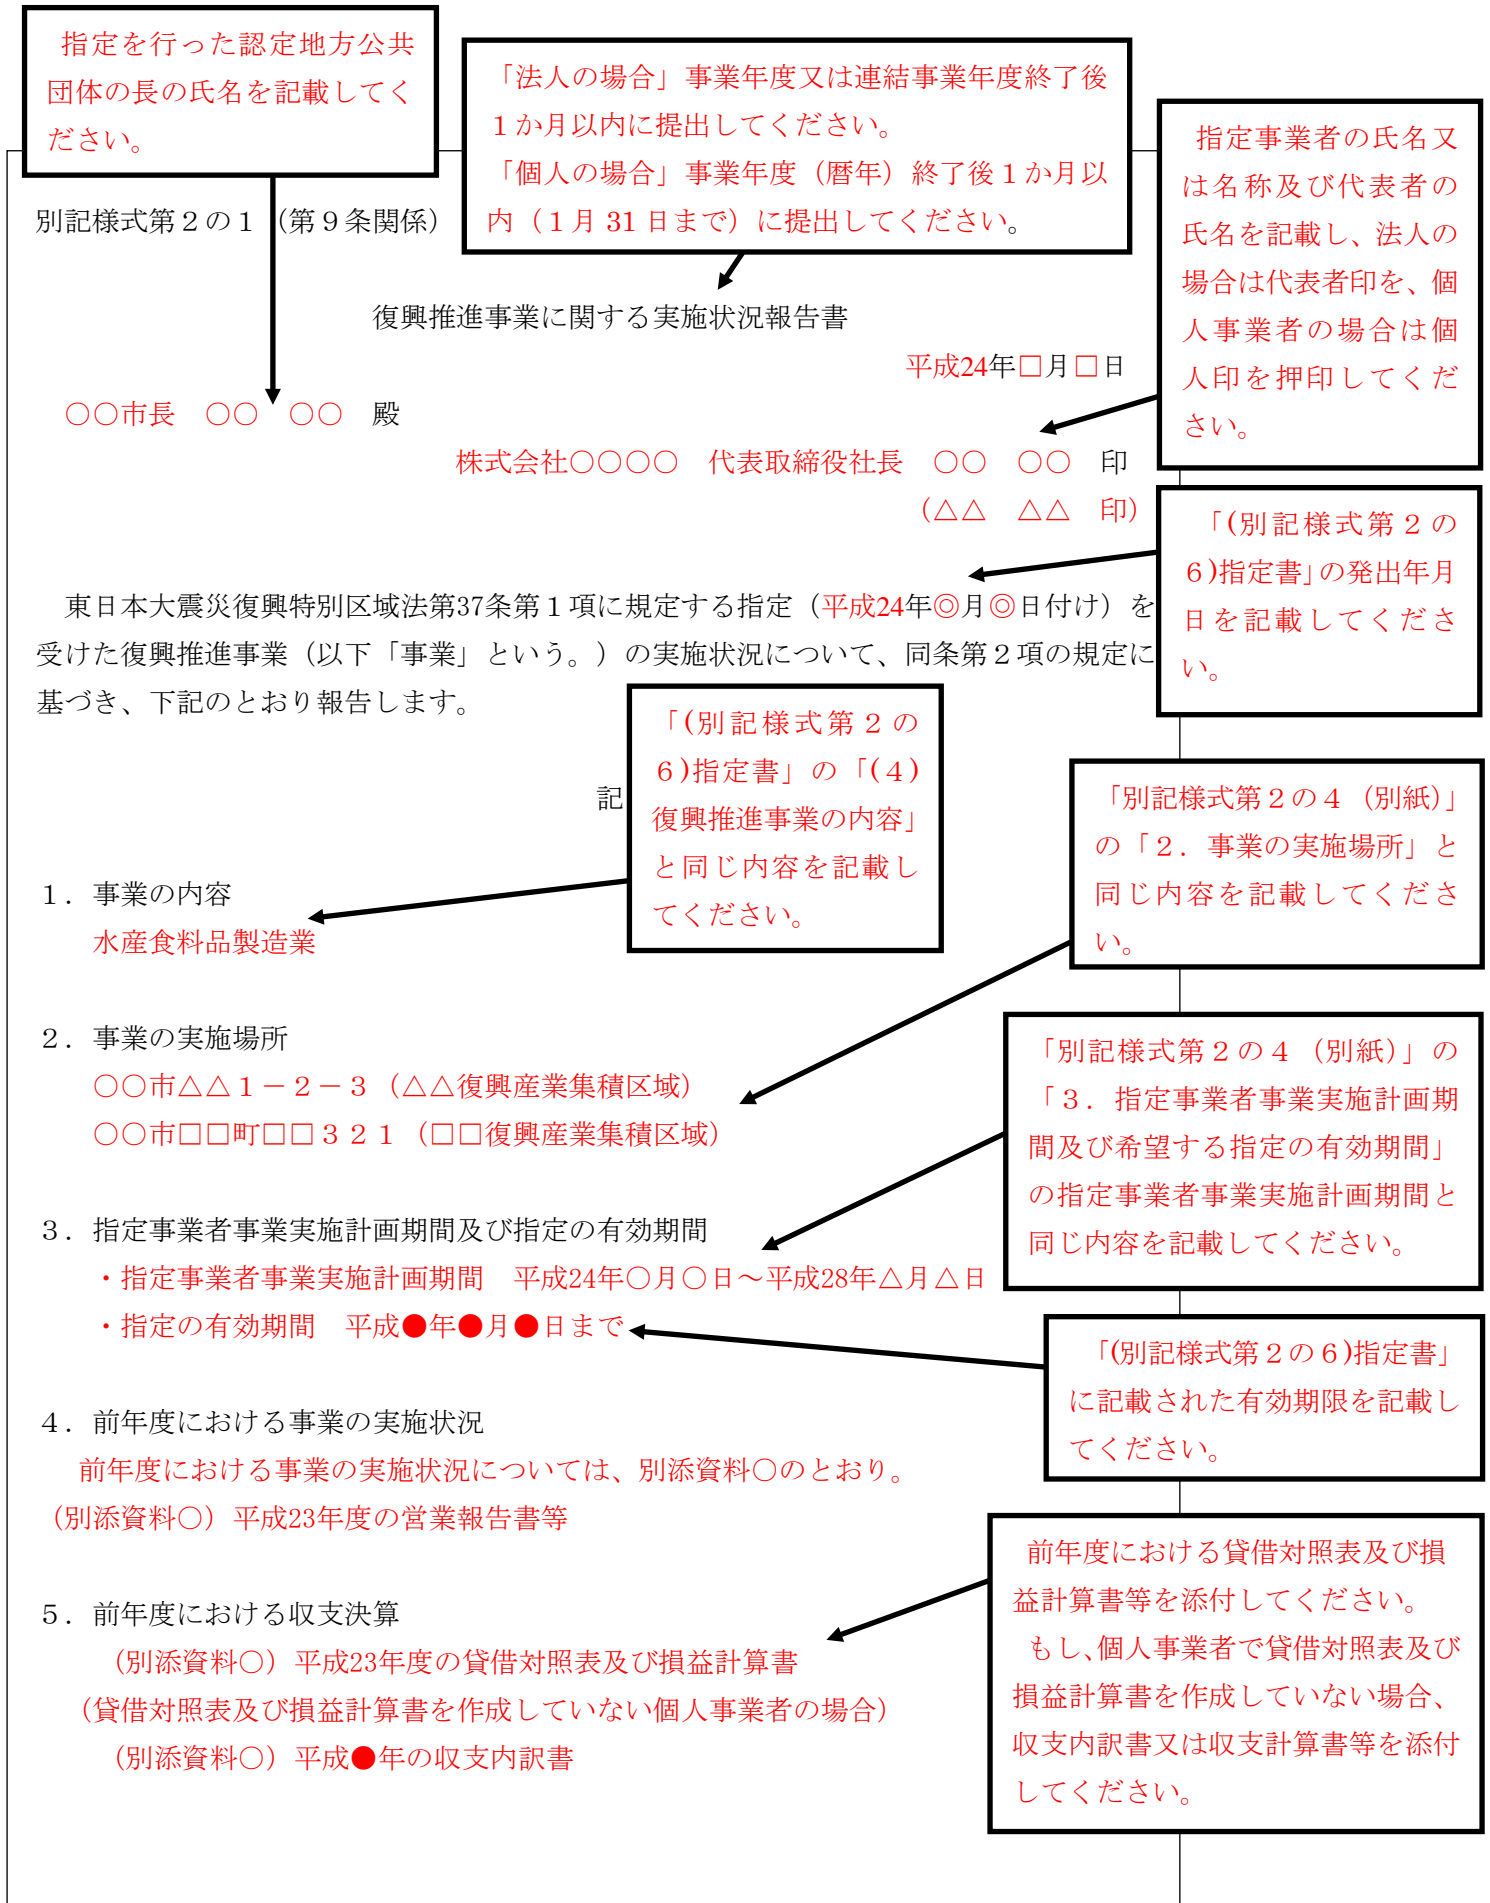 指定を行った認定地方公共
団体の長の氏名を記載してく
ださい。
「法人の場合」事業年度又は連結事業年度終了後
１か月以内に提出してください。
「個人の場合」事業年度（暦年）終了後１か月以
内（１月31日まで）に提出してください。
指定事業者の氏名又
は名称及び代表者の
氏名を記載し、法人の
場合は代表者印を、個
人事業者の場合は個
人印を押印してくだ
さい。
別記様式第２の１（第９条関係）
復興推進事業に関する実施状況報告書
平成24年□月□日
○○市長　○○　○○　殿
株式会社○○○○　代表取締役社長　○○　○○　印
（△△　△△　印）
「(別記様式第２の
６)指定書」の発出年月
日を記載してくださ
い。
東日本大震災復興特別区域法第37条第１項に規定する指定（平成24年◎月◎日付け）を
受けた復興推進事業（以下「事業」という。）の実施状況について、同条第２項の規定に
基づき、下記のとおり報告します。
「(別記様式第２の
６)指定書」の「(４)
復興推進事業の内容」
と同じ内容を記載し
てください。
記
「別記様式第２の４（別紙）」
の「２．事業の実施場所」と
同じ内容を記載してくださ
い。
１．事業の内容
水産食料品製造業
２．事業の実施場所
○○市△△１－２－３（△△復興産業集積区域）
○○市□□町□□３２１（□□復興産業集積区域）
「別記様式第２の４（別紙）」の
「３．指定事業者事業実施計画期
間及び希望する指定の有効期間」
の指定事業者事業実施計画期間と
同じ内容を記載してください。
３．指定事業者事業実施計画期間及び指定の有効期間
・指定事業者事業実施計画期間　平成24年○月○日～平成28年△月△日
・指定の有効期間　平成●年●月●日まで
「(別記様式第２の６)指定書」
に記載された有効期限を記載し
てください。
４．前年度における事業の実施状況
前年度における事業の実施状況については、別添資料○のとおり。
（別添資料○）平成23年度の営業報告書等
前年度における貸借対照表及び損
益計算書等を添付してください。
もし、個人事業者で貸借対照表及び
損益計算書を作成していない場合、
収支内訳書又は収支計算書等を添付
してください。
５．前年度における収支決算
（別添資料○）平成23年度の貸借対照表及び損益計算書
（貸借対照表及び損益計算書を作成していない個人事業者の場合）
（別添資料○）平成●年の収支内訳書